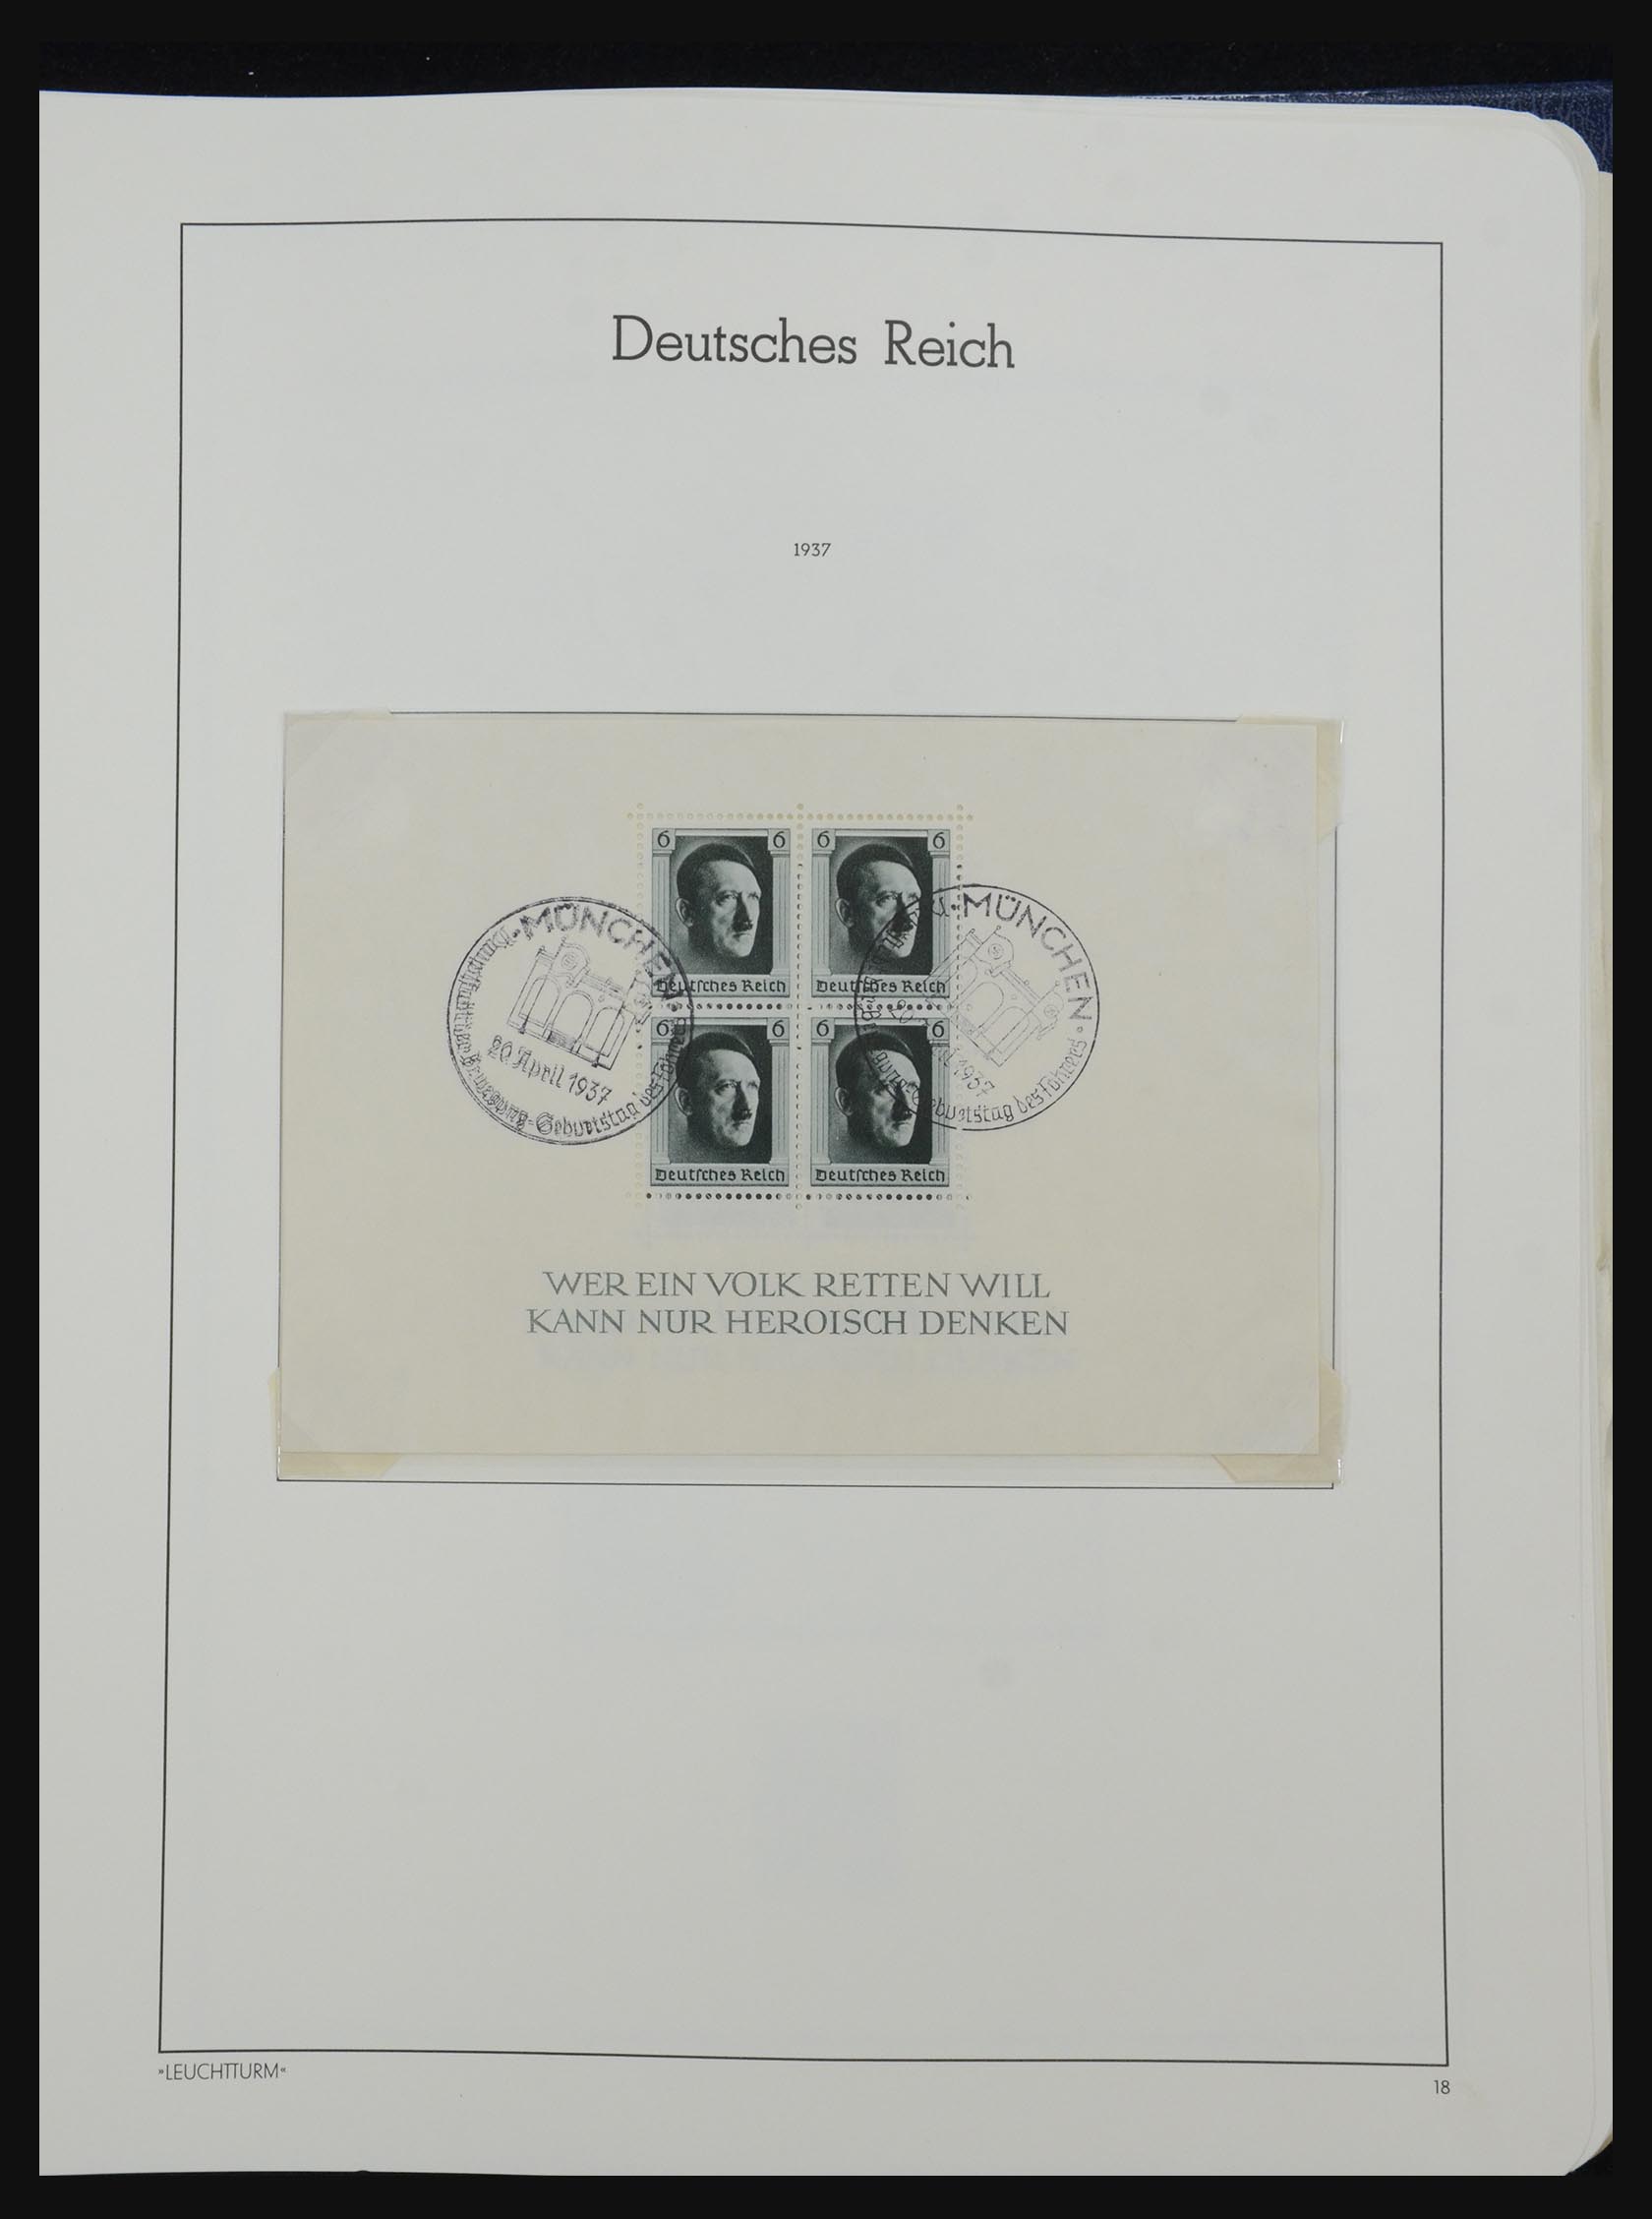 Deutsches Reich
1937
6 6
6 6
Deutsches Reich
Deutsches Reich
6 6
6 6
Deutsches Reich
Deutsches Reich
MÜNCHEN
20 April 1937
Geburtstag des Führers
MÜNCHEN
1937
Geburtstag des Führers
WER EIN VOLK RETTEN WILL
KANN NUR HEROISCH DENKEN
»LEUCHTTURM«
18